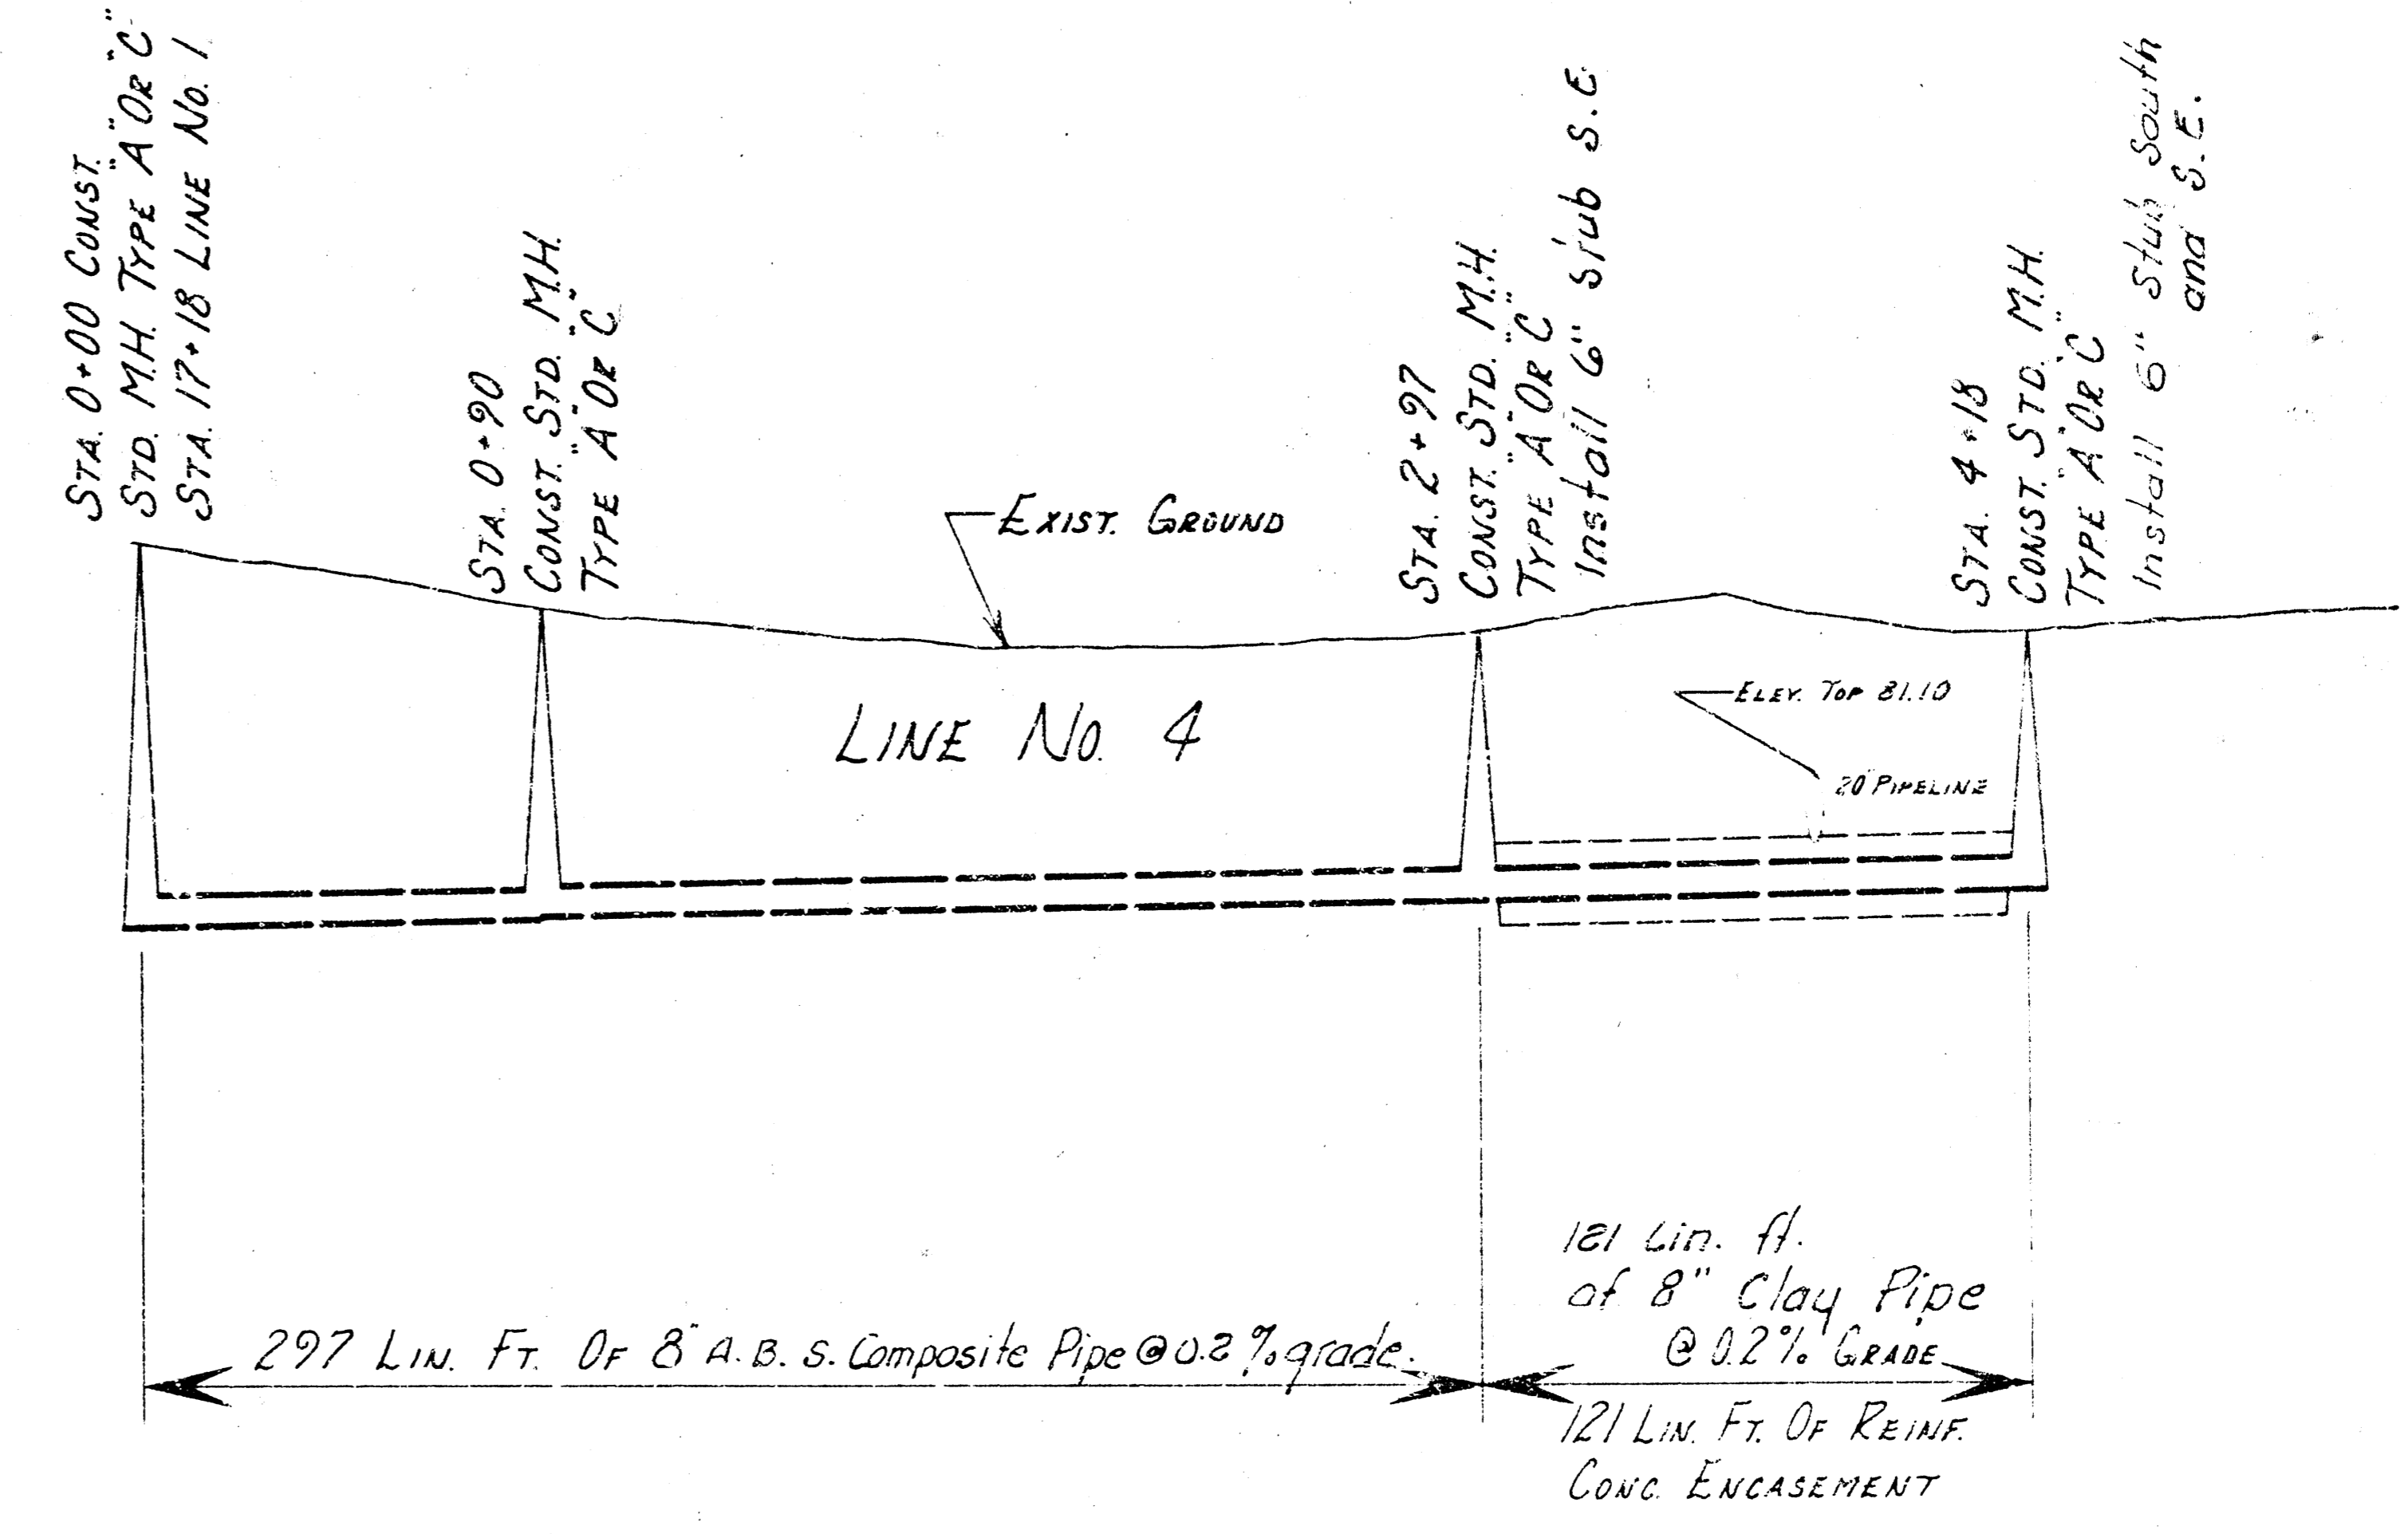 STA. 0+00 CONST.
STD. M.H. TYPE "A" OR "C"
STA. 17+18 LINE NO. 1
STA. 0+90
CONST. STD. M.H.
TYPE "A" OR "C"
EXIST. GROUND
STA. 2+97
CONST. STD. M.H.
TYPE "A" OR "C"
Install 6" Stub S.E.
STA. 4+18
CONST. STD. M.H.
TYPE "A" OR "C"
Install 6" Stub South
and S.E.
LINE NO. 4
ELEV. TOP 81.10
20" PIPELINE
297 LIN. FT. OF 8" A.B.S. Composite Pipe @ 0.2% grade.
121 Lin. ft.
of 8" Clay Pipe
@ 0.2% GRADE
121 LIN. FT. OF REINF.
CONC. ENCASEMENT